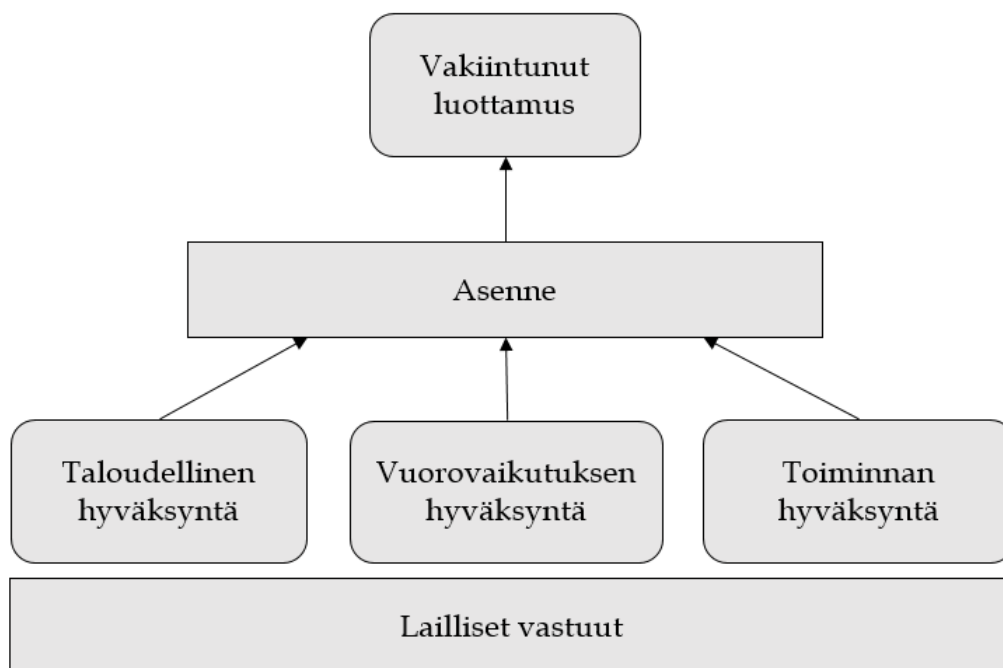 Vakiintunut
luottamus
Asenne
Taloudellinen
hyväksyntä
Vuorovaikutuksen
hyväksyntä
Toiminnan
hyväksyntä
Lailliset vastuut